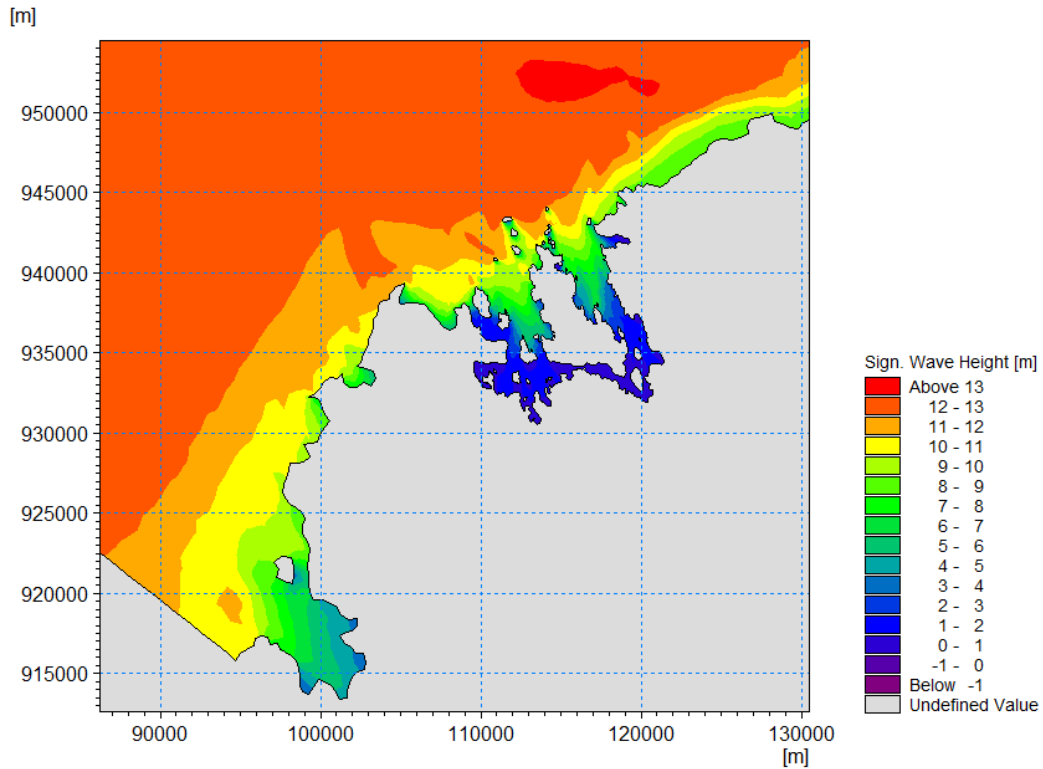 [m]
950000
945000
940000
935000
930000
925000
920000
915000
90000 100000 110000 120000 130000
[m]
Sign. Wave Height [m]
Above 13
12 - 13
11 - 12
10 - 11
9 - 10
8 - 9
7 - 8
6 - 7
5 - 6
4 - 5
3 - 4
2 - 3
1 - 2
0 - 1
-1 - 0
Below -1
Undefined Value